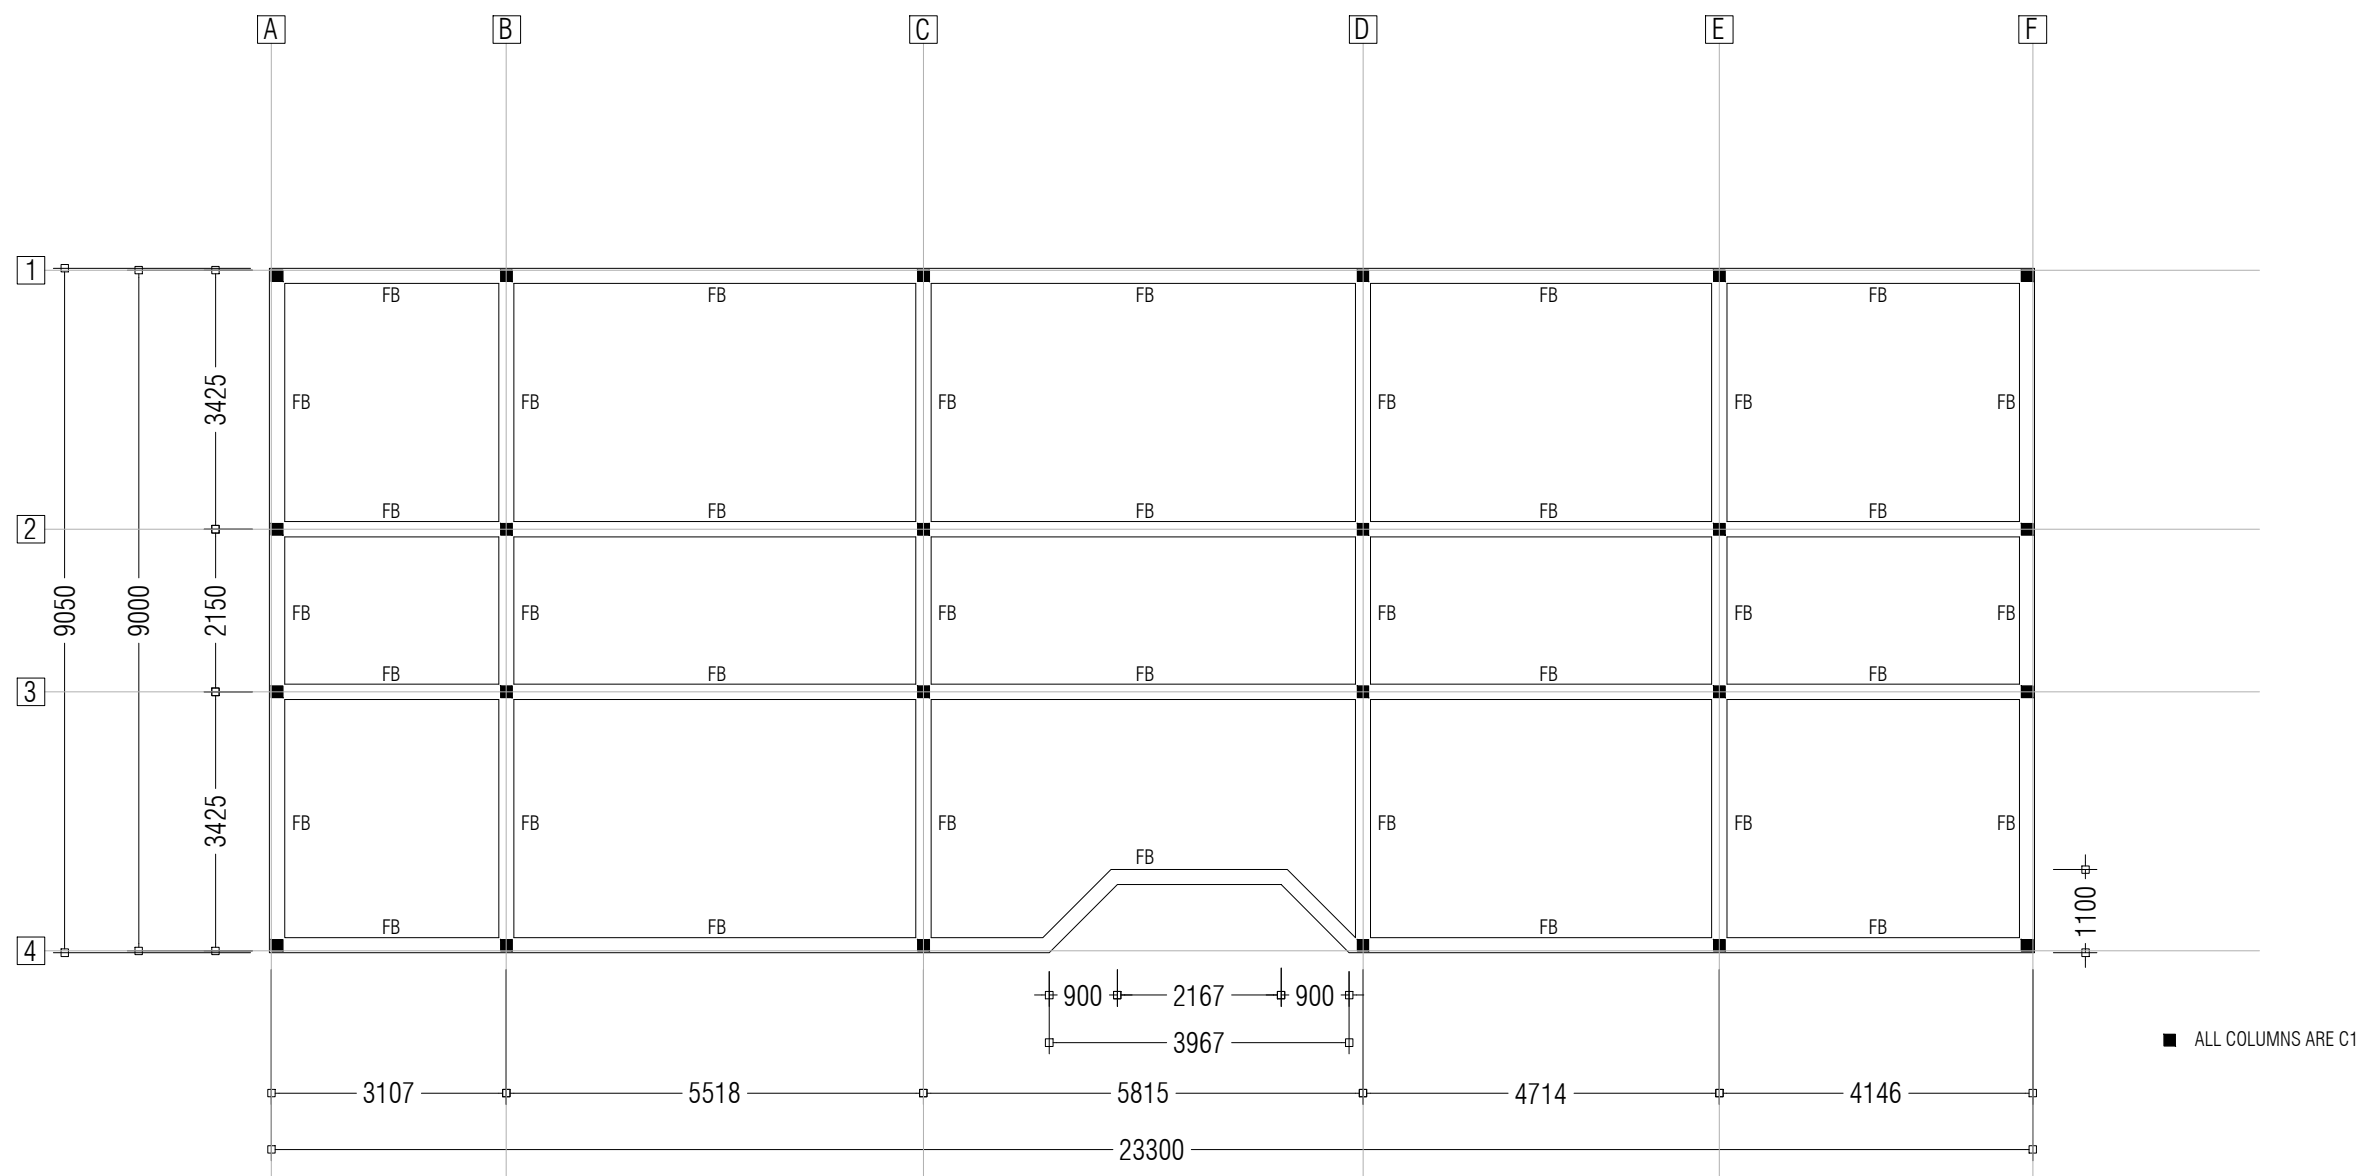 A B C D E F
1
FB FB FB FB FB
3425
FB FB FB FB FB FB
FB FB FB FB FB
2
9050 9000 2150
FB FB FB FB FB FB
FB FB FB FB FB
3
3425
FB FB FB FB FB FB
FB
1100
FB FB FB FB
4
900 2167 900
3967
ALL COLUMNS ARE C1
3107 5518 5815 4714 4146
23300